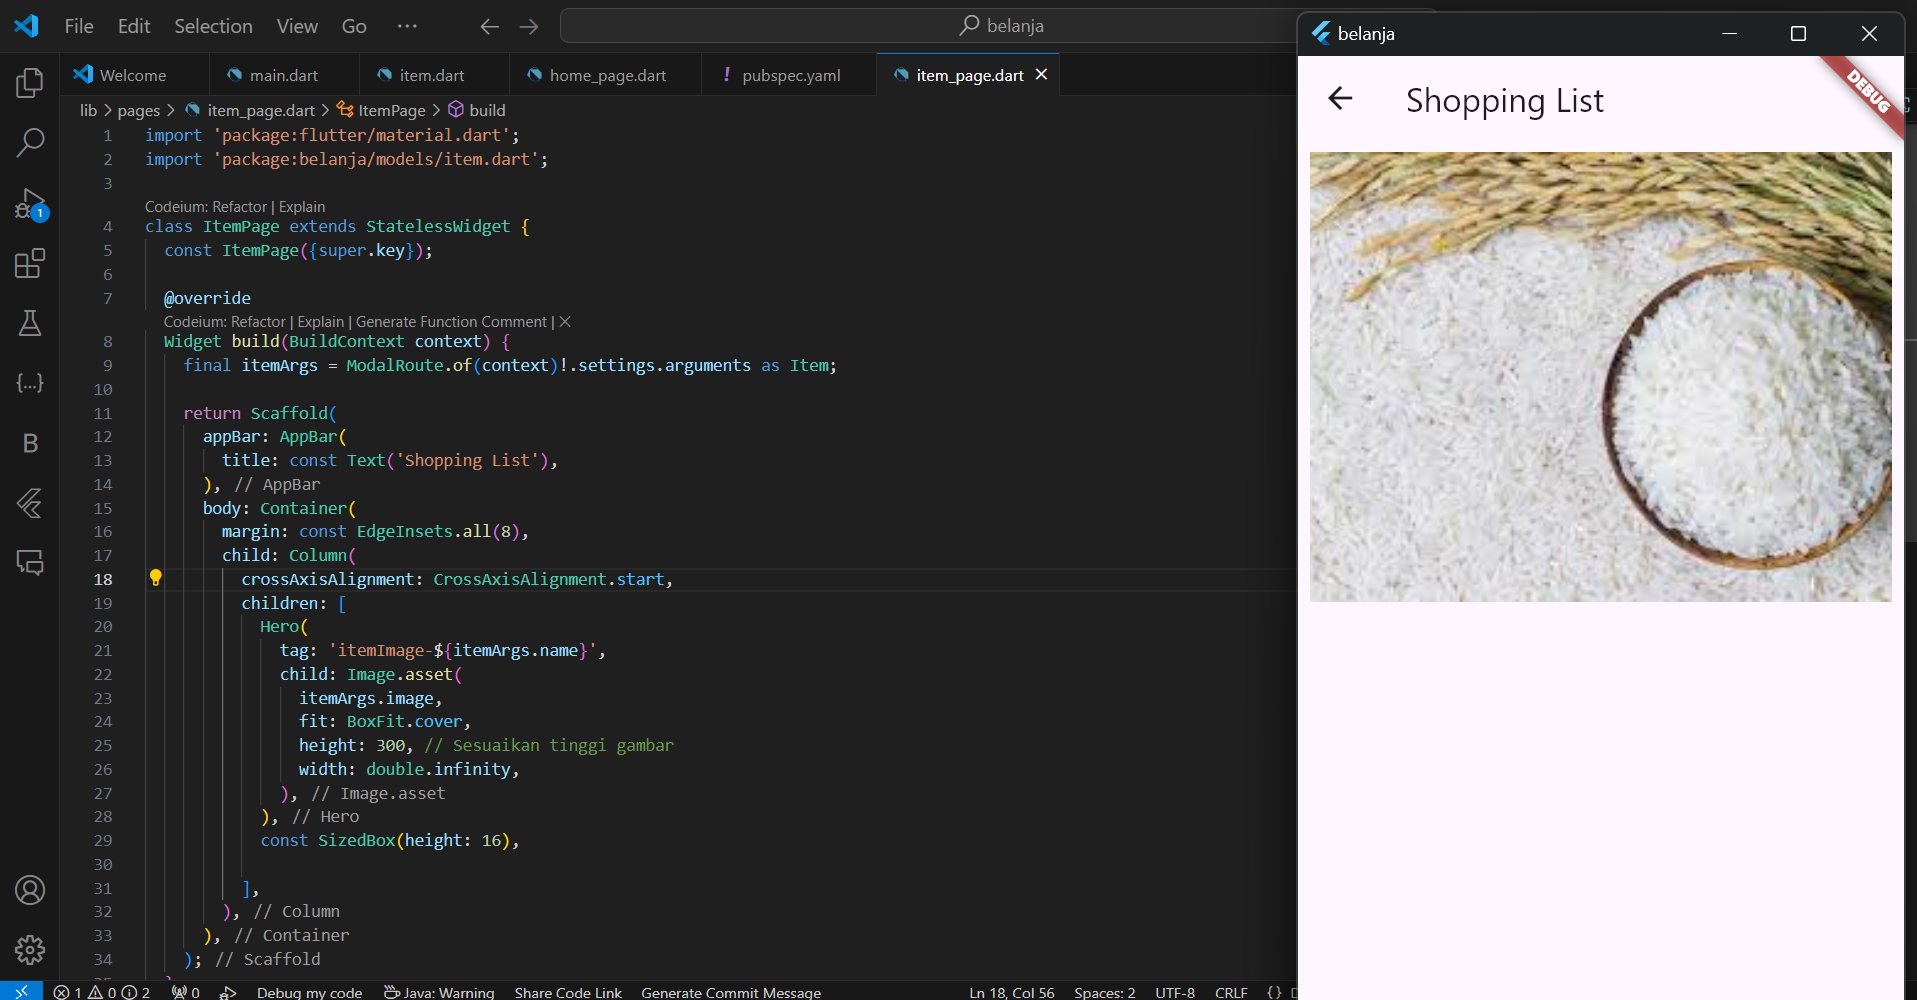 File Edit Selection View Go ··· belanja
Welcome main.dart item.dart home_page.dart ! pubspec.yaml item_page.dart
lib > pages > item_page.dart > ItemPage > build
1 import 'package:flutter/material.dart';
2 import 'package:belanja/models/item.dart';
3
Codeium: Refactor | Explain
4 class ItemPage extends StatelessWidget {
5 const ItemPage({super.key});
6
7 @override
Codeium: Refactor | Explain | Generate Function Comment | ×
8 Widget build(BuildContext context) {
9 final itemArgs = ModalRoute.of(context)!.settings.arguments as Item;
10
11 return Scaffold(
12 appBar: AppBar(
13 title: const Text('Shopping List'),
14 ), // AppBar
15 body: Container(
16 margin: const EdgeInsets.all(8),
17 child: Column(
18 crossAxisAlignment: CrossAxisAlignment.start,
19 children: [
20 Hero(
21 tag: 'itemImage-${itemArgs.name}',
22 child: Image.asset(
23 itemArgs.image,
24 fit: BoxFit.cover,
25 height: 300, // Sesuaikan tinggi gambar
26 width: double.infinity,
27 ), // Image.asset
28 ), // Hero
29 const SizedBox(height: 16),
30
31 ],
32 ), // Column
33 ), // Container
34 ); // Scaffold
1
B
1 0 2 0 Debug my code Java: Warning Share Code Link Generate Commit Message Ln 18, Col 56 Spaces: 2 UTF-8 CRLF {}
belanja
Shopping List
DEBUG